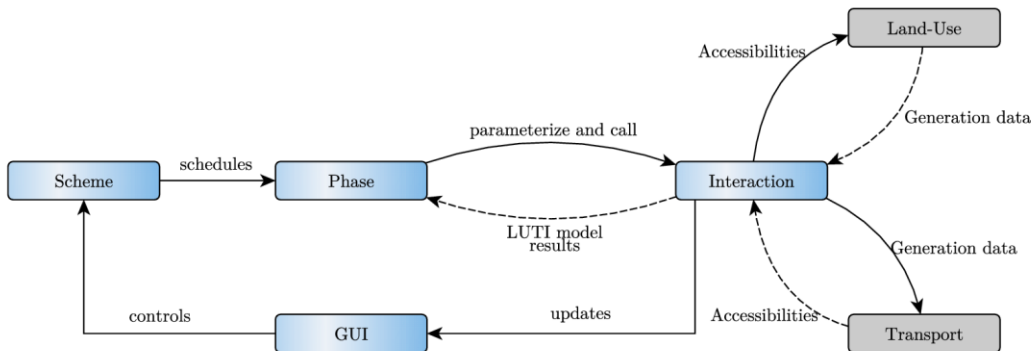 Land-Use
Accessibilities
Generation data
parameterize and call
schedules
Scheme
Phase
Interaction
LUTI model
results
Generation data
controls
updates
Accessibilities
GUI
Transport